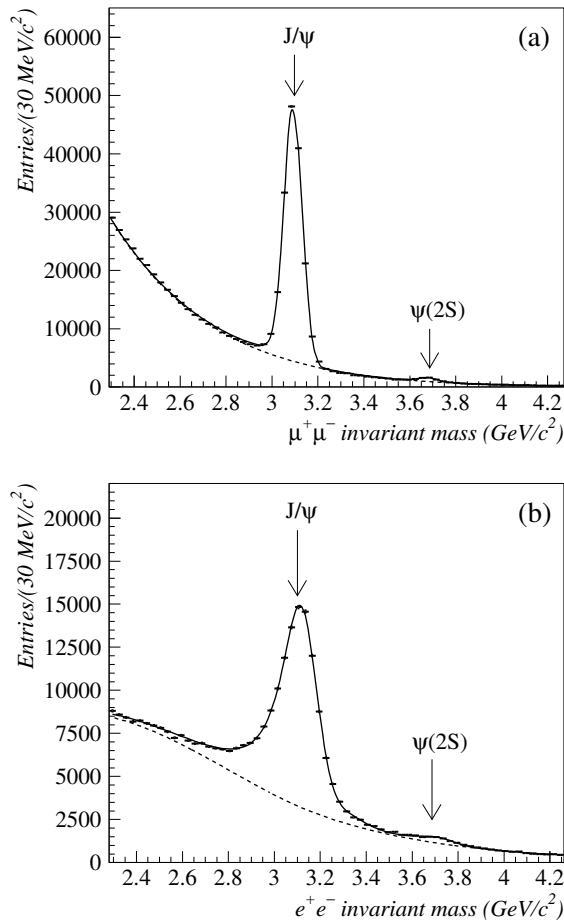 Entries/(30 MeV/c²)
(a)
J/ψ
ψ(2S)
60000
50000
40000
30000
20000
10000
0
2.4 2.6 2.8 3 3.2 3.4 3.6 3.8 4 4.2
μ⁺μ⁻ invariant mass (GeV/c²)
Entries/(30 MeV/c²)
(b)
J/ψ
ψ(2S)
20000
17500
15000
12500
10000
7500
5000
2500
0
2.4 2.6 2.8 3 3.2 3.4 3.6 3.8 4 4.2
e⁺e⁻ invariant mass (GeV/c²)